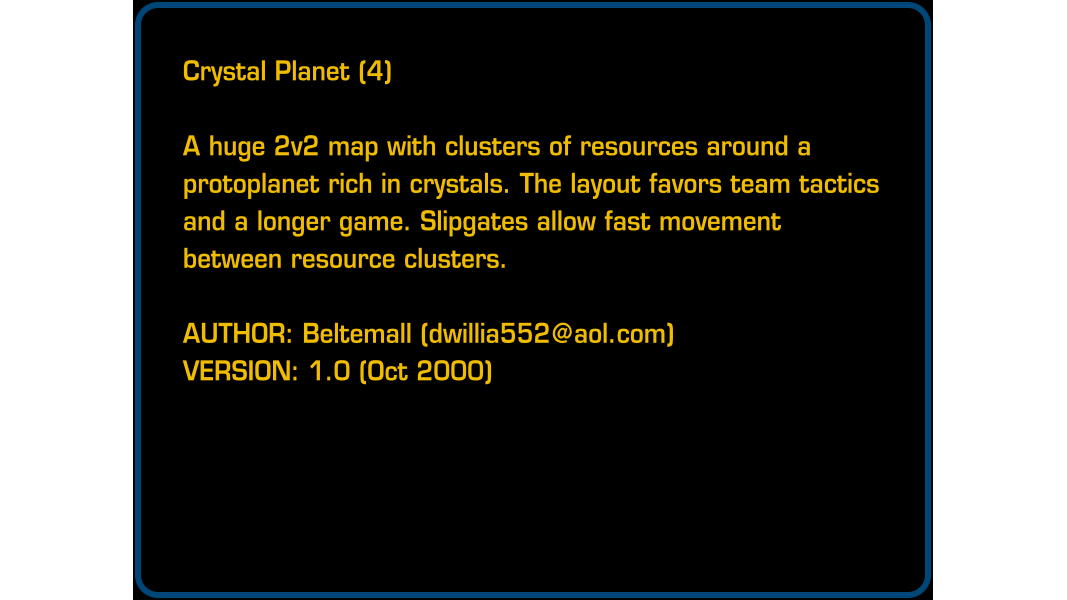 Crystal Planet (4)
A huge 2v2 map with clusters of resources around a
protoplanet rich in crystals. The layout favors team tactics
and a longer game. Slipgates allow fast movement
between resource clusters.
AUTHOR: Beltemall (dwillia552@aol.com)
VERSION: 1.0 (Oct 2000)